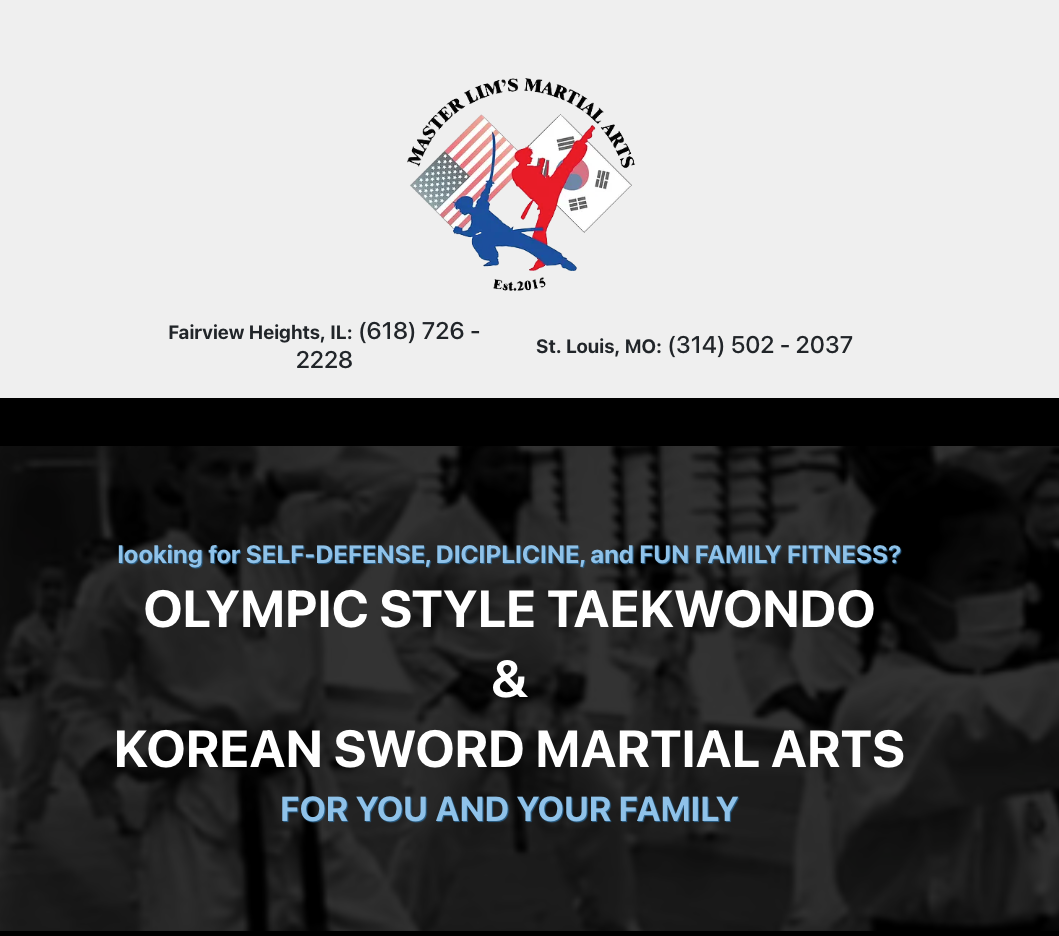 MASTER LIM'S MARTIAL ARTS
Est.2015
Fairview Heights, IL: (618) 726 -
2228
St. Louis, MO: (314) 502 - 2037
looking for SELF-DEFENSE, DICIPLICINE, and FUN FAMILY FITNESS?
OLYMPIC STYLE TAEKWONDO
&
KOREAN SWORD MARTIAL ARTS
FOR YOU AND YOUR FAMILY